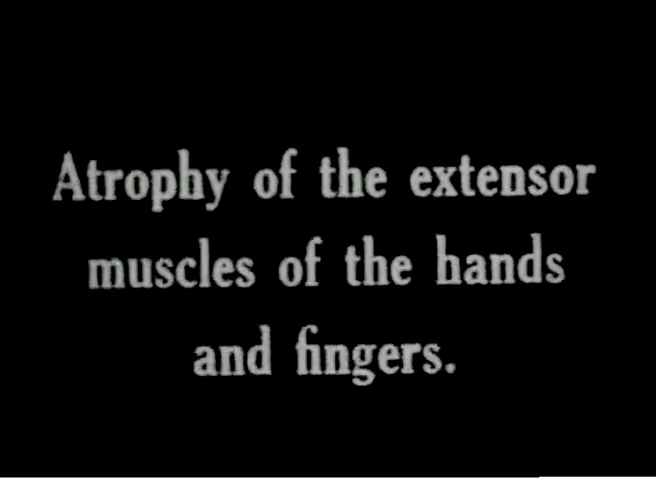 Atrophy of the extensor
muscles of the hands
and fingers.